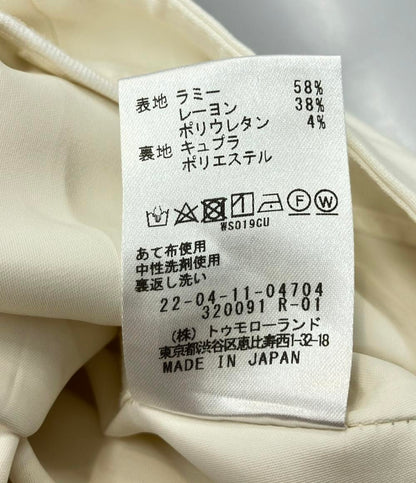 表地 ラミー 58%
レーヨン 38%
ポリウレタン 4%
裏地 キュプラ
ポリエステル
WS019CU
あて布使用
中性洗剤使用
裏返し洗い
22-04-11-04704
320091 R-01
(株) トゥモローランド
東京都渋谷区恵比寿西1-32-18
MADE IN JAPAN